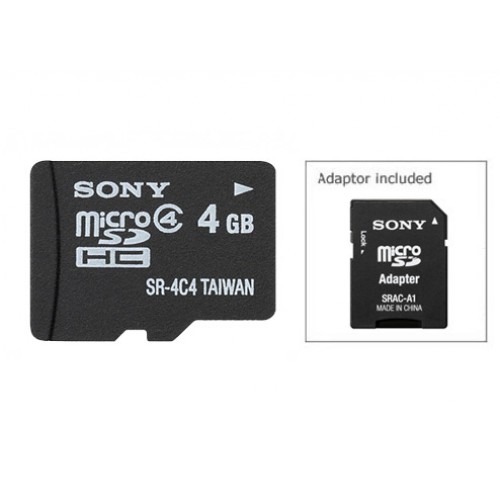 SONY
micro SD HC 4 4 GB
SR-4C4 TAIWAN
Adaptor included
SONY
Lock
micro SD
Adapter
SRAC-A1
MADE IN CHINA